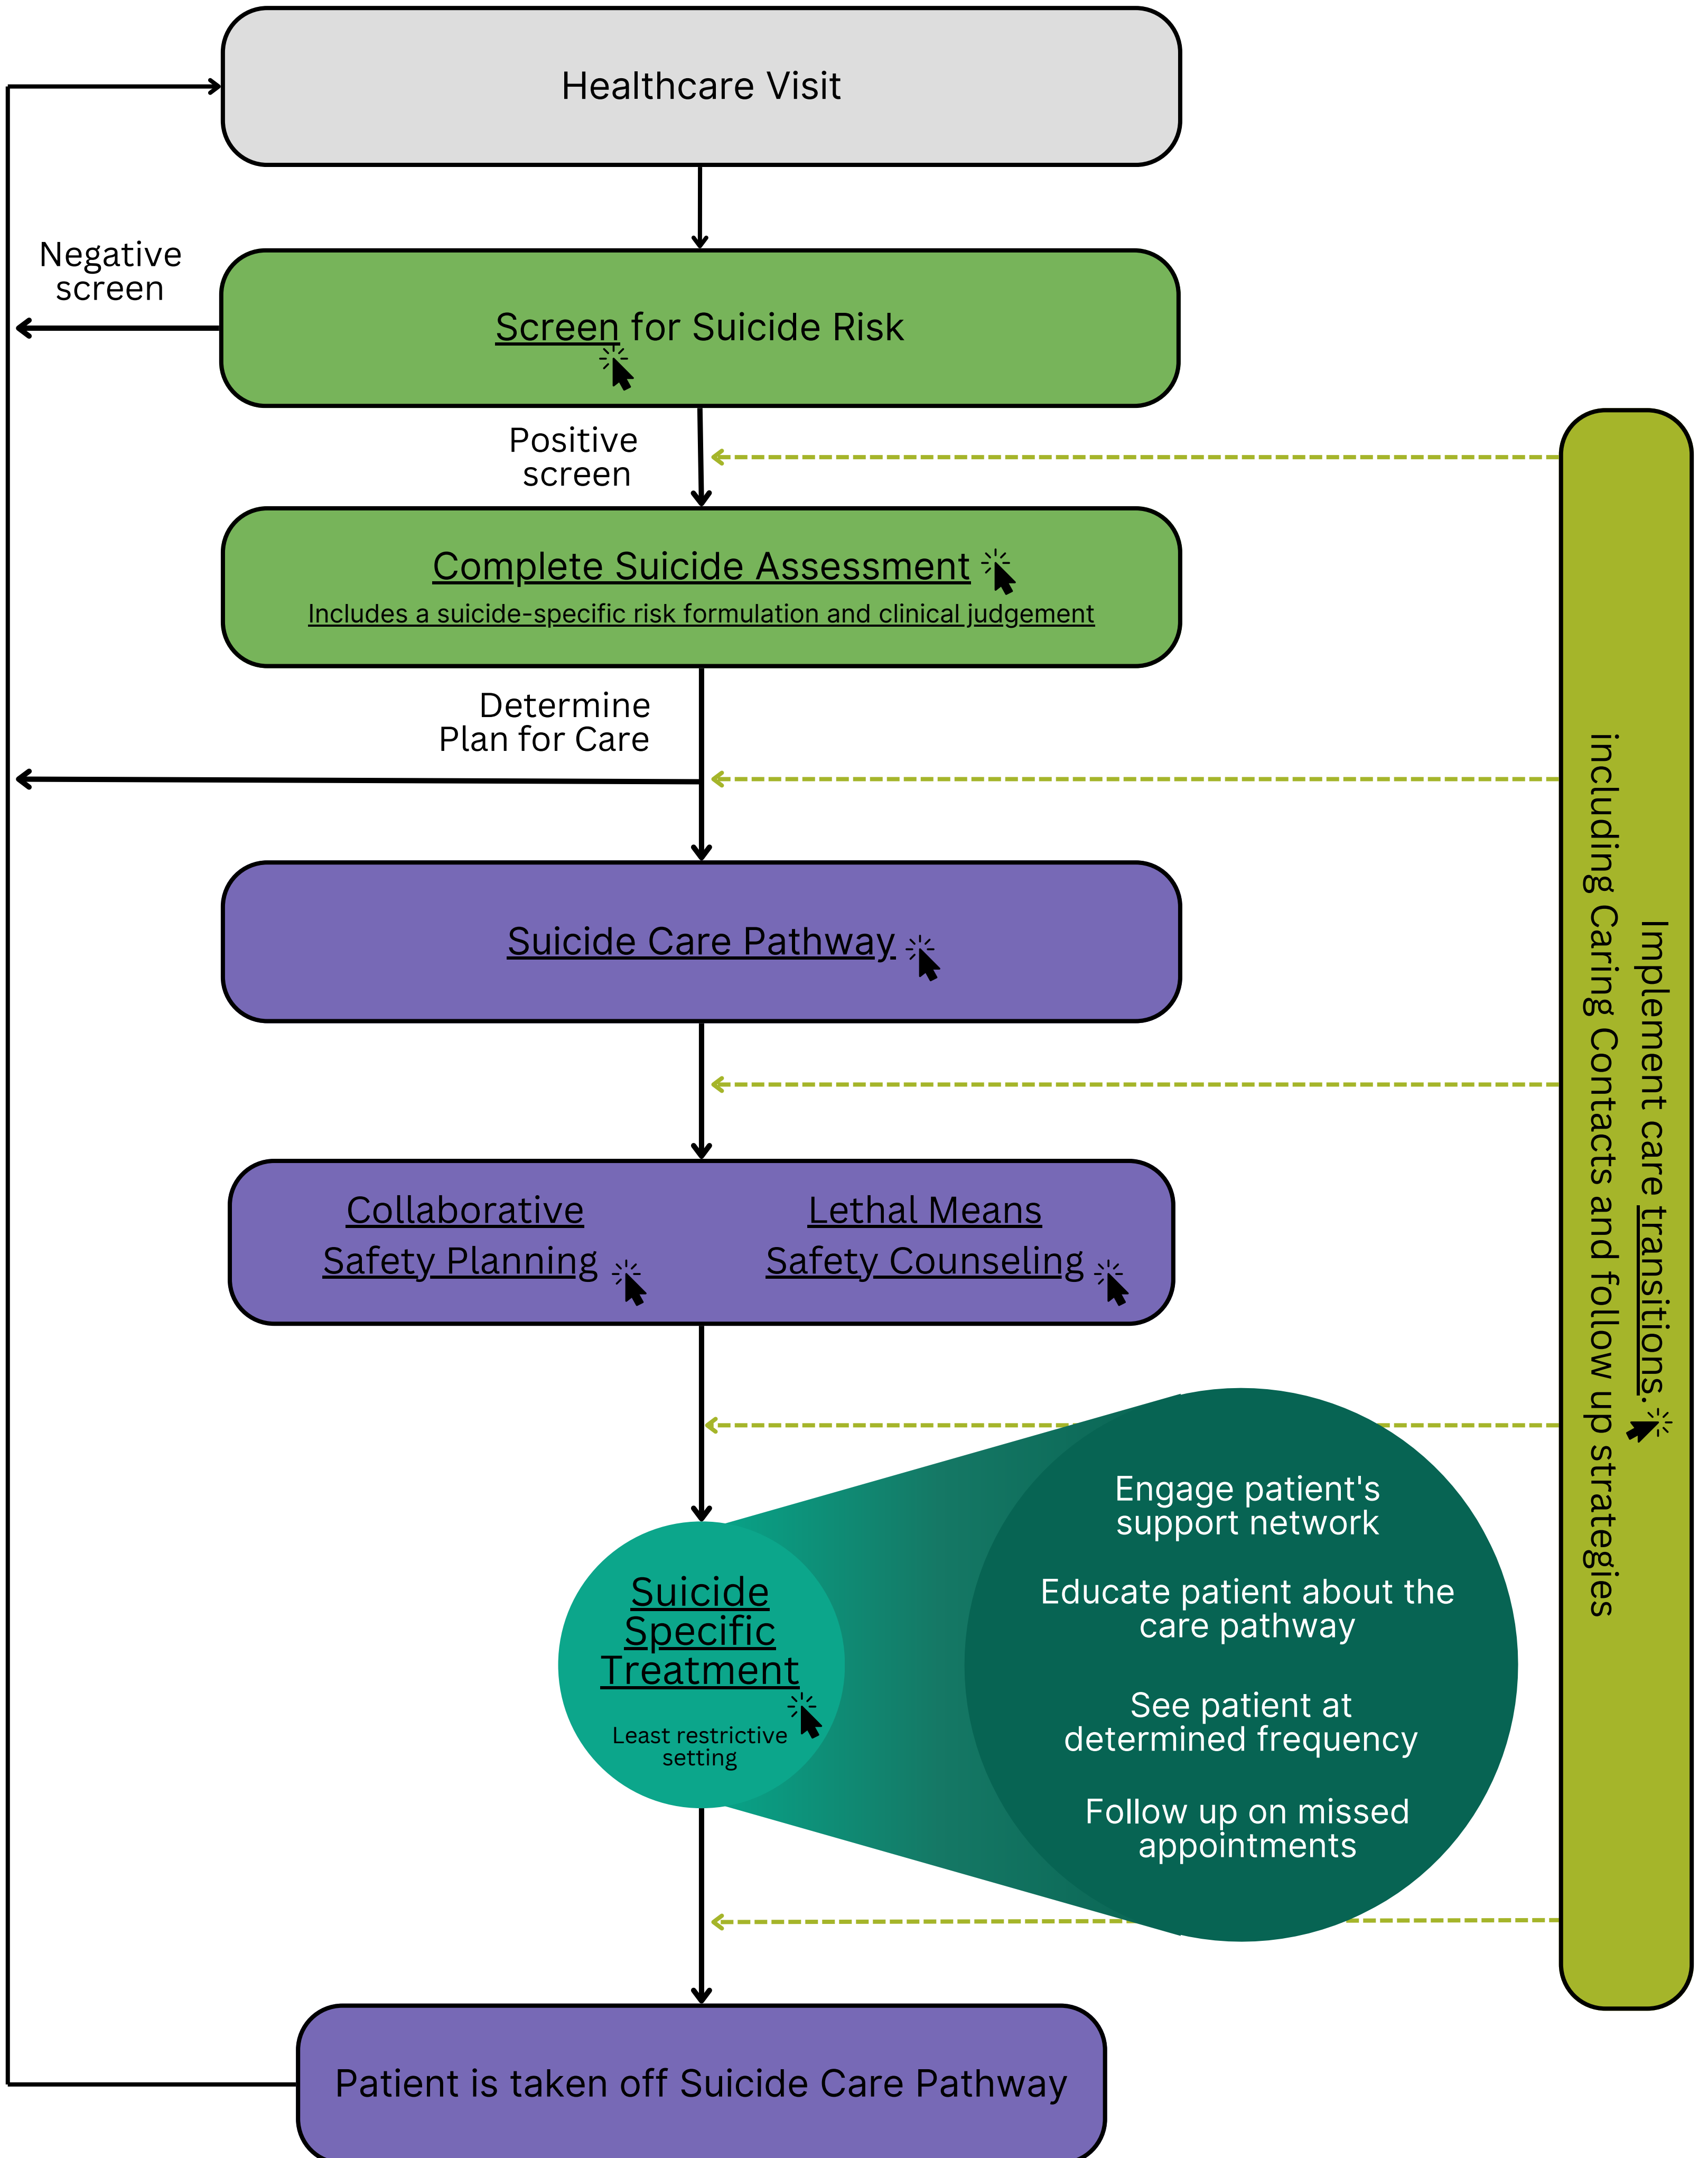 Healthcare Visit
Negative
screen
Screen for Suicide Risk
Positive
screen
Complete Suicide Assessment
Includes a suicide-specific risk formulation and clinical judgement
Determine
Plan for Care
Suicide Care Pathway
Collaborative
Safety Planning
Lethal Means
Safety Counseling
Suicide
Specific
Treatment
Least restrictive
setting
Engage patient's
support network
Educate patient about the
care pathway
See patient at
determined frequency
Follow up on missed
appointments
Implement care transitions.
including Caring Contacts and follow up strategies
Patient is taken off Suicide Care Pathway